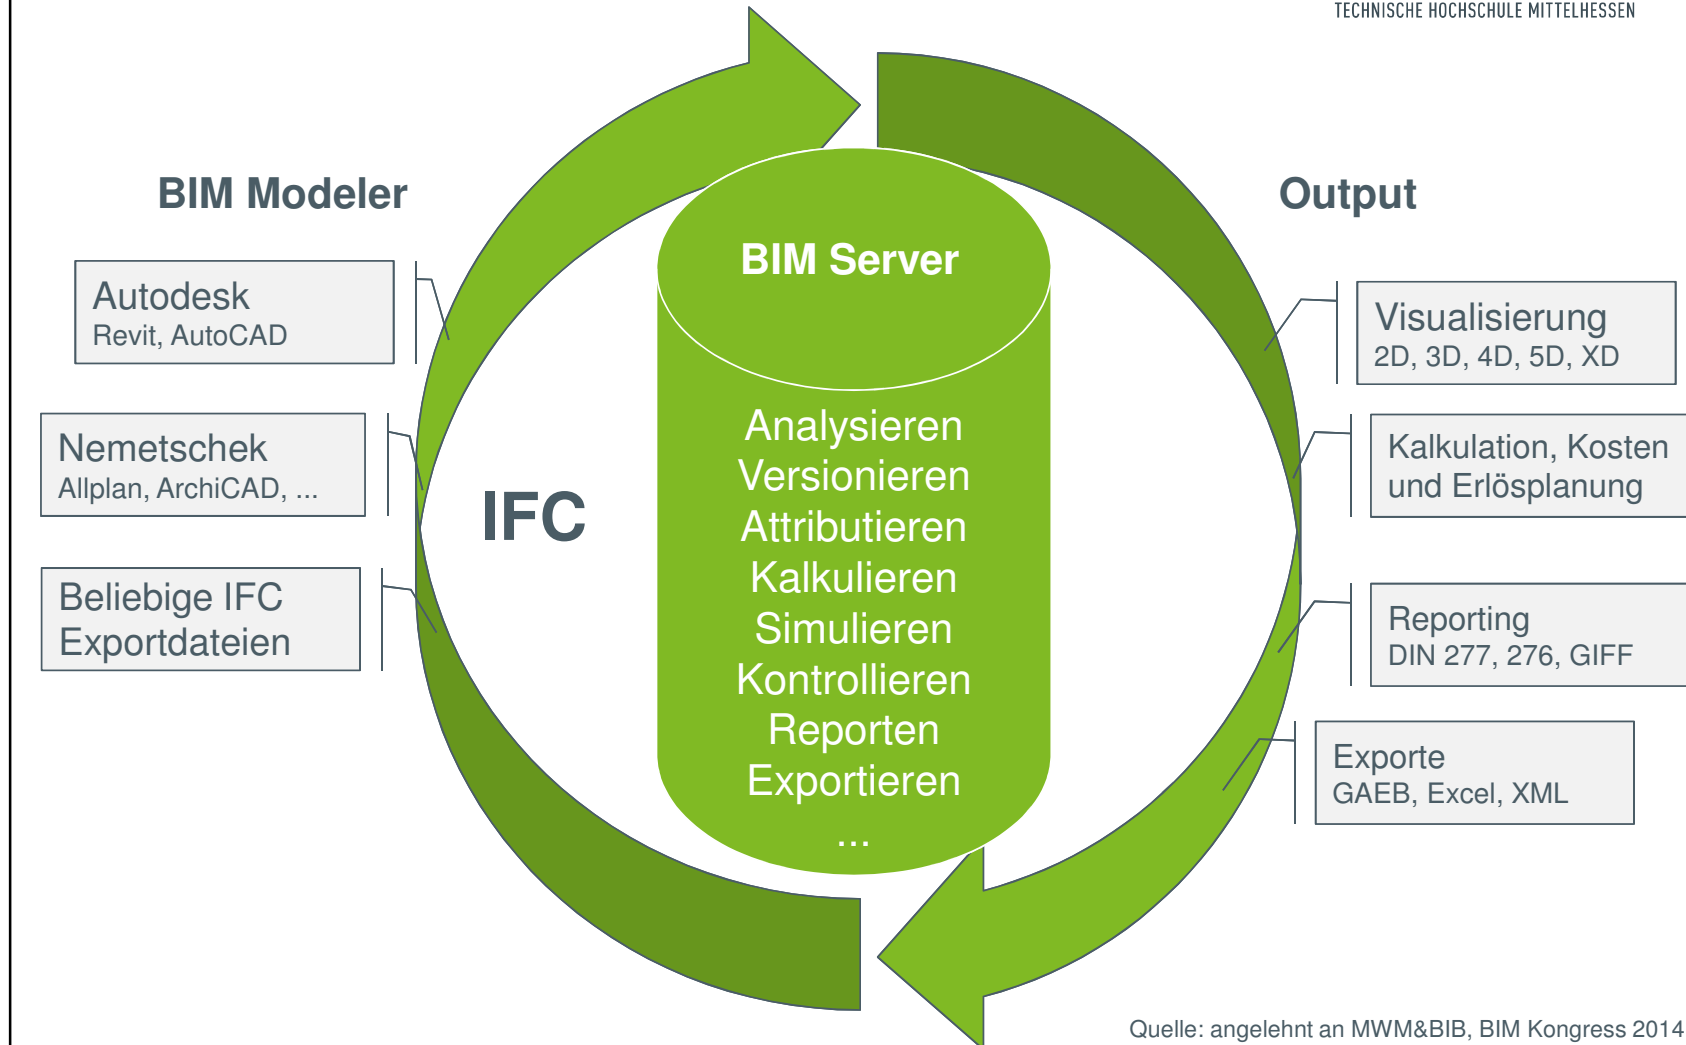 TECHNISCHE HOCHSCHULE MITTELHESSEN
BIM Modeler
Autodesk
Revit, AutoCAD
Nemetschek
Allplan, ArchiCAD, ...
Beliebige IFC
Exportdateien
IFC
BIM Server
Analysieren
Versionieren
Attributieren
Kalkulieren
Simulieren
Kontrollieren
Reporten
Exportieren
...
Output
Visualisierung
2D, 3D, 4D, 5D, XD
Kalkulation, Kosten
und Erlösplanung
Reporting
DIN 277, 276, GIFF
Exporte
GAEB, Excel, XML
Quelle: angelehnt an MWM&BIB, BIM Kongress 2014